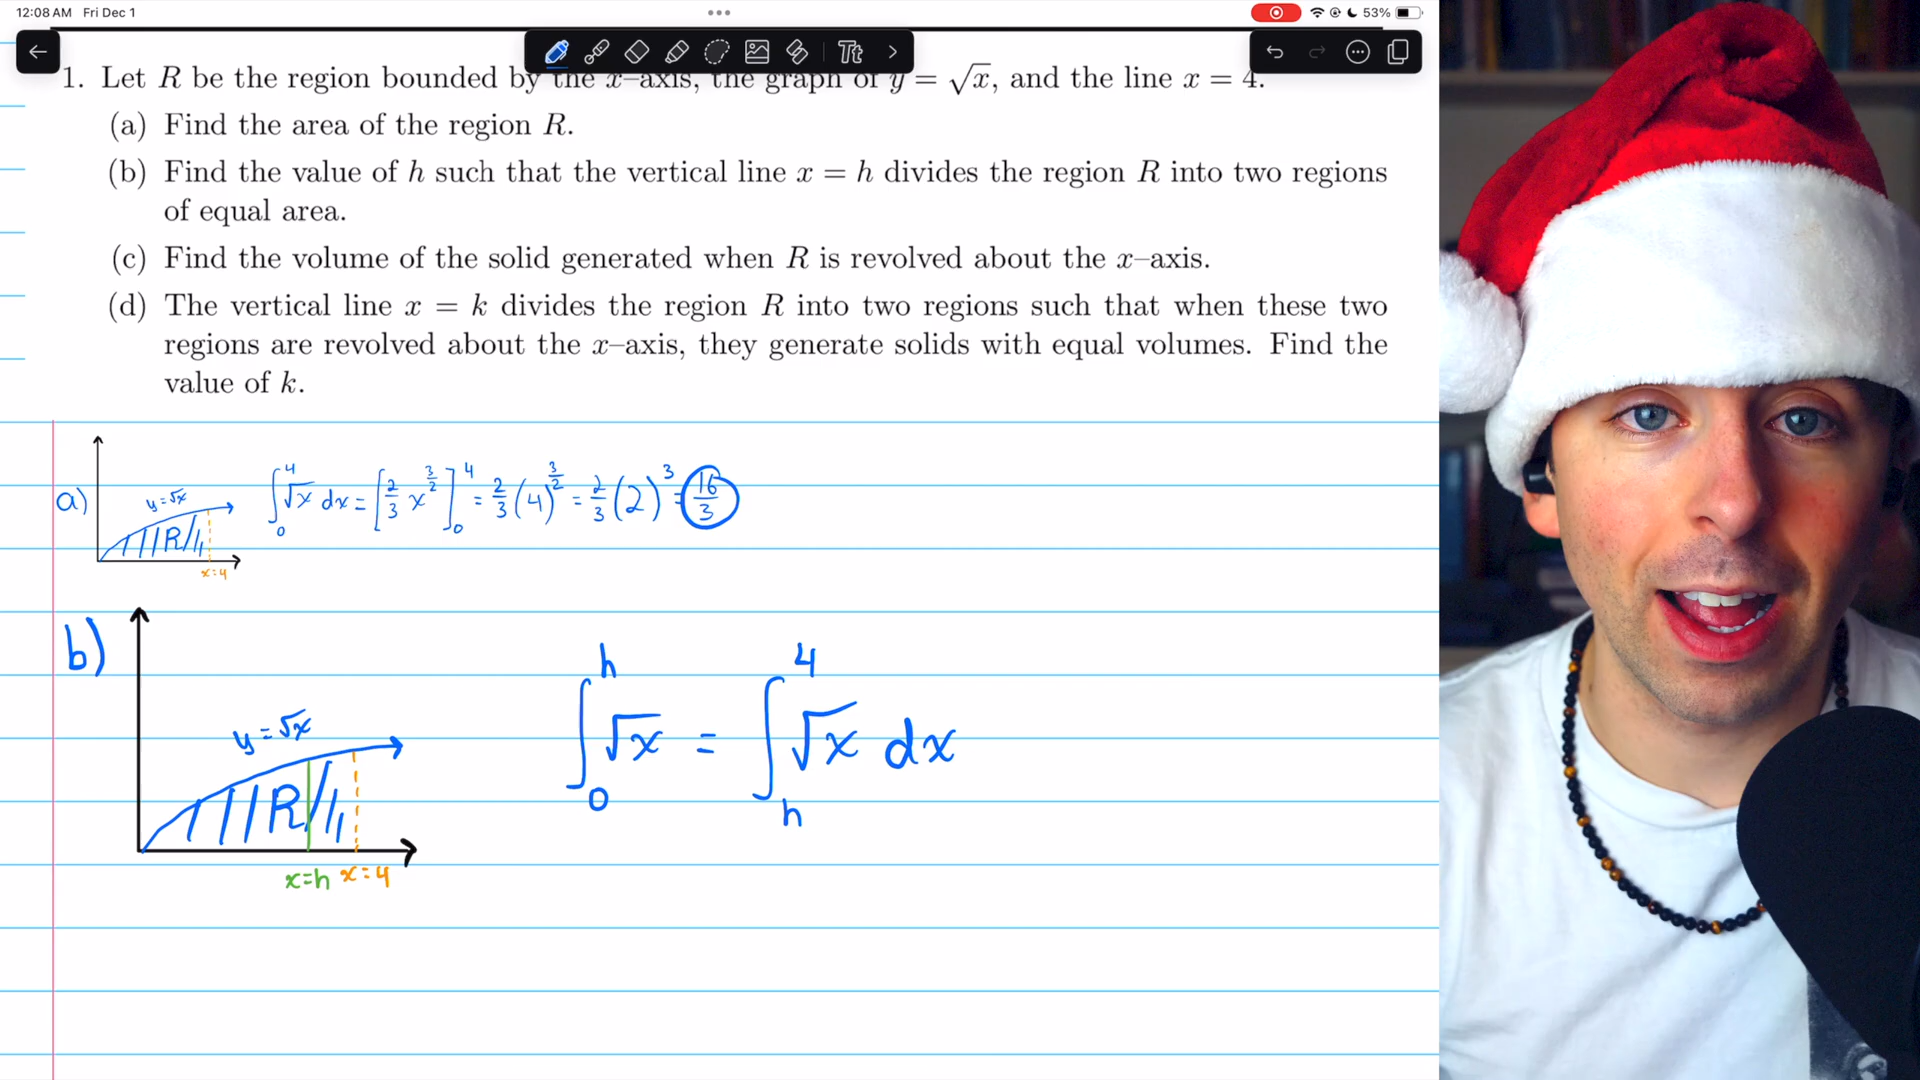 12:08 AM Fri Dec 1
53%
Tt
1. Let R be the region bounded by the x–axis, the graph of y = √x, and the line x = 4.
(a) Find the area of the region R.
(b) Find the value of h such that the vertical line x = h divides the region R into two regions
of equal area.
(c) Find the volume of the solid generated when R is revolved about the x–axis.
(d) The vertical line x = k divides the region R into two regions such that when these two
regions are revolved about the x–axis, they generate solids with equal volumes. Find the
value of k.
a) y=√x R x=4 ∫₀⁴ √x dx = [2/3 x^(3/2)]₀⁴ = 2/3 (4)^(3/2) = 2/3 (2)^3 = 16/3
b) y=√x R x=h x=4
∫₀^h √x = ∫_h^4 √x dx